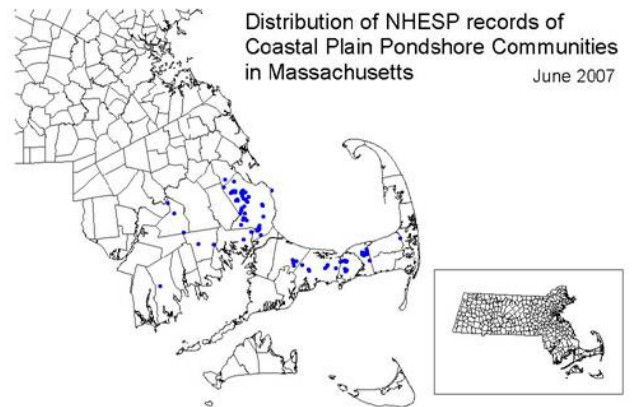 Distribution of NHESP records of
Coastal Plain Pondshore Communities
in Massachusetts
June 2007